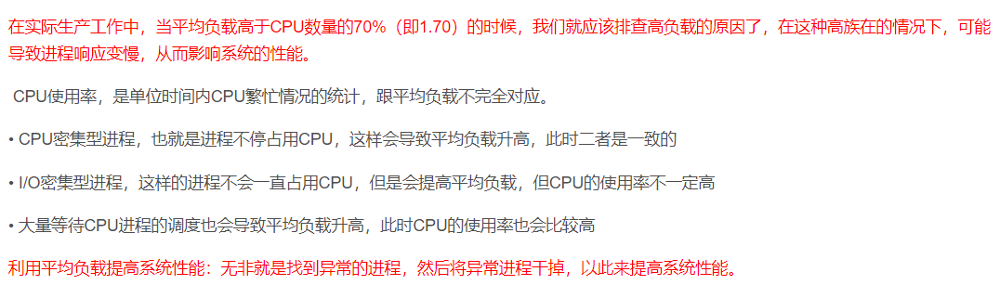 在实际生产工作中，当平均负载高于CPU数量的70%（即1.70）的时候，我们就应该排查高负载的原因了，在这种高族在的情况下，可能
导致进程响应变慢，从而影响系统的性能。
CPU使用率，是单位时间内CPU繁忙情况的统计，跟平均负载不完全对应。
• CPU密集型进程，也就是进程不停占用CPU，这样会导致平均负载升高，此时二者是一致的
• I/O密集型进程，这样的进程不会一直占用CPU，但是会提高平均负载，但CPU的使用率不一定高
• 大量等待CPU进程的调度也会导致平均负载升高，此时CPU的使用率也会比较高
利用平均负载提高系统性能：无非就是找到异常的进程，然后将异常进程干掉，以此来提高系统性能。